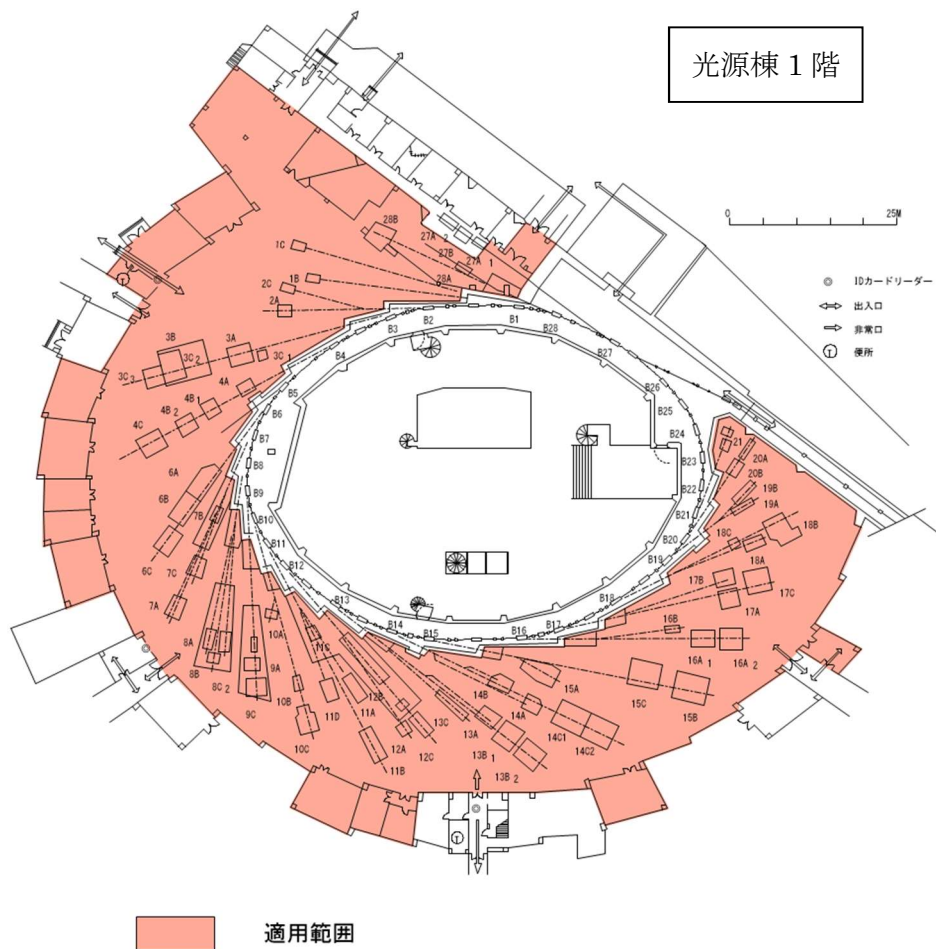 光源棟1階
0 25M
IDカードリーダー
出入口
非常口
便所
28B
27A 2
27B
27A 1
28A
1C
1B
2C
2A
3B
3A
3C 1
3C 2
3C 3
4A
4B 1
4B 2
4C
B1
B2
B3
B4
B5
B6
B7
B8
B9
B10
B11
B12
B13
B14
B15
B16
B17
B18
B19
B20
B21
B22
B23
B24
B25
B26
B27
B28
21
20A
20B
19B
19A
18B
18C
18A
17B
17A
17C
16B
16A 1
16A 2
15A
15C
15B
14B
14A
14C1
14C2
13C
13A
13B 1
13B 2
12B
12A
12C
11C
11D
11A
11B
10A
10B
10C
9A
9C
8A
8B
8C 2
7B
7C
7A
6A
6B
6C
適用範囲